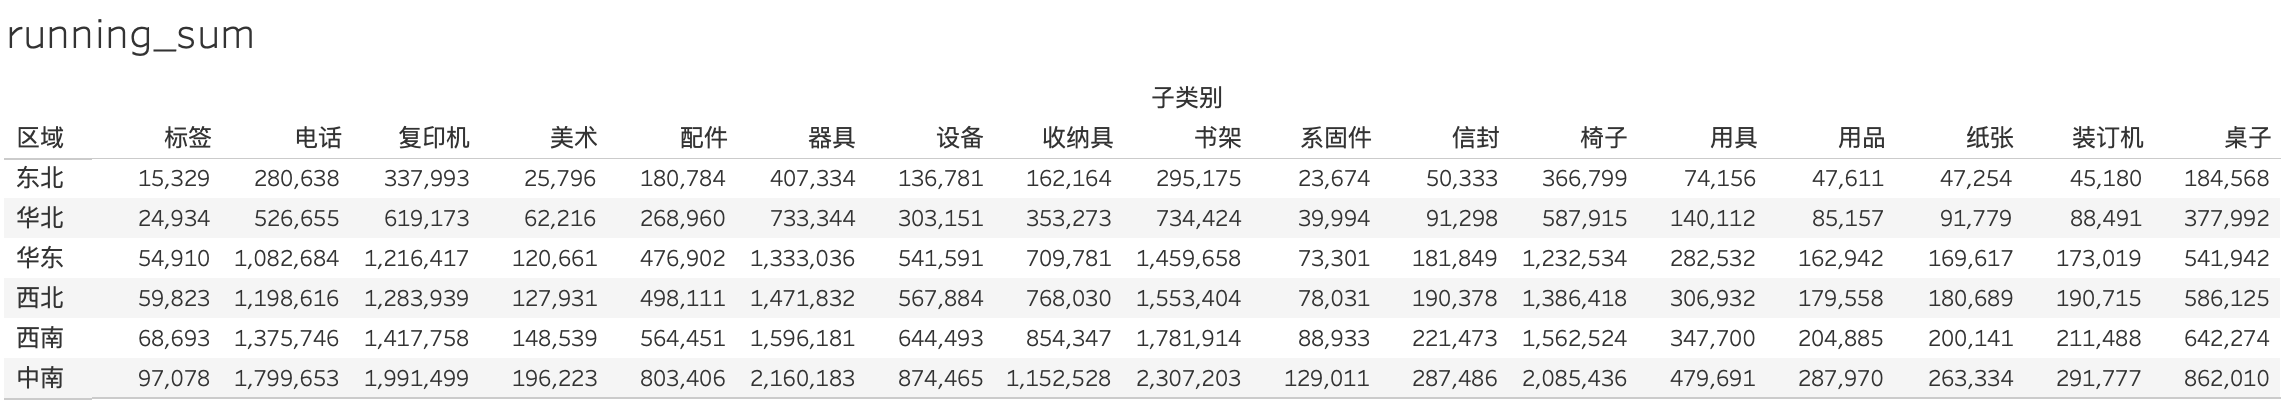 running_sum
子类别
区域 标签 电话 复印机 美术 配件 器具 设备 收纳具 书架 系固件 信封 椅子 用具 用品 纸张 装订机 桌子
东北 15,329 280,638 337,993 25,796 180,784 407,334 136,781 162,164 295,175 23,674 50,333 366,799 74,156 47,611 47,254 45,180 184,568
华北 24,934 526,655 619,173 62,216 268,960 733,344 303,151 353,273 734,424 39,994 91,298 587,915 140,112 85,157 91,779 88,491 377,992
华东 54,910 1,082,684 1,216,417 120,661 476,902 1,333,036 541,591 709,781 1,459,658 73,301 181,849 1,232,534 282,532 162,942 169,617 173,019 541,942
西北 59,823 1,198,616 1,283,939 127,931 498,111 1,471,832 567,884 768,030 1,553,404 78,031 190,378 1,386,418 306,932 179,558 180,689 190,715 586,125
西南 68,693 1,375,746 1,417,758 148,539 564,451 1,596,181 644,493 854,347 1,781,914 88,933 221,473 1,562,524 347,700 204,885 200,141 211,488 642,274
中南 97,078 1,799,653 1,991,499 196,223 803,406 2,160,183 874,465 1,152,528 2,307,203 129,011 287,486 2,085,436 479,691 287,970 263,334 291,777 862,010